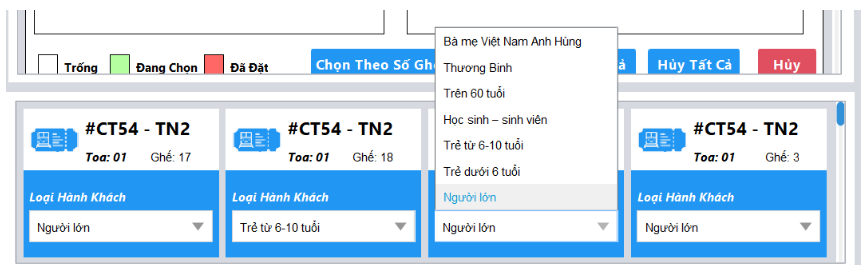 Trống
Đang Chọn
Đã Đặt
Chọn Theo Số
Hủy Tất Cả
Hủy
Bà mẹ Việt Nam Anh Hùng
Thương Binh
Trên 60 tuổi
Học sinh – sinh viên
Trẻ từ 6-10 tuổi
Trẻ dưới 6 tuổi
Người lớn
#CT54 - TN2
Toa: 01 Ghế: 17
Loại Hành Khách
Người lớn
#CT54 - TN2
Toa: 01 Ghế: 18
Loại Hành Khách
Trẻ từ 6-10 tuổi
Người lớn
#CT54 - TN2
Toa: 01 Ghế: 3
Loại Hành Khách
Người lớn